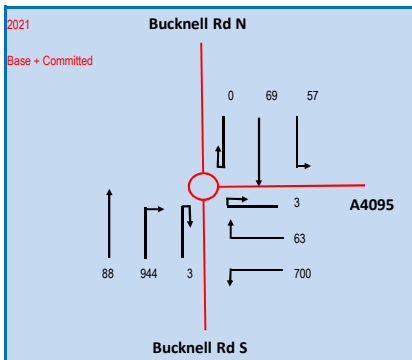 2021
Bucknell Rd N
Base + Committed
0 69 57
3
A4095
63
88 944 3 700
Bucknell Rd S